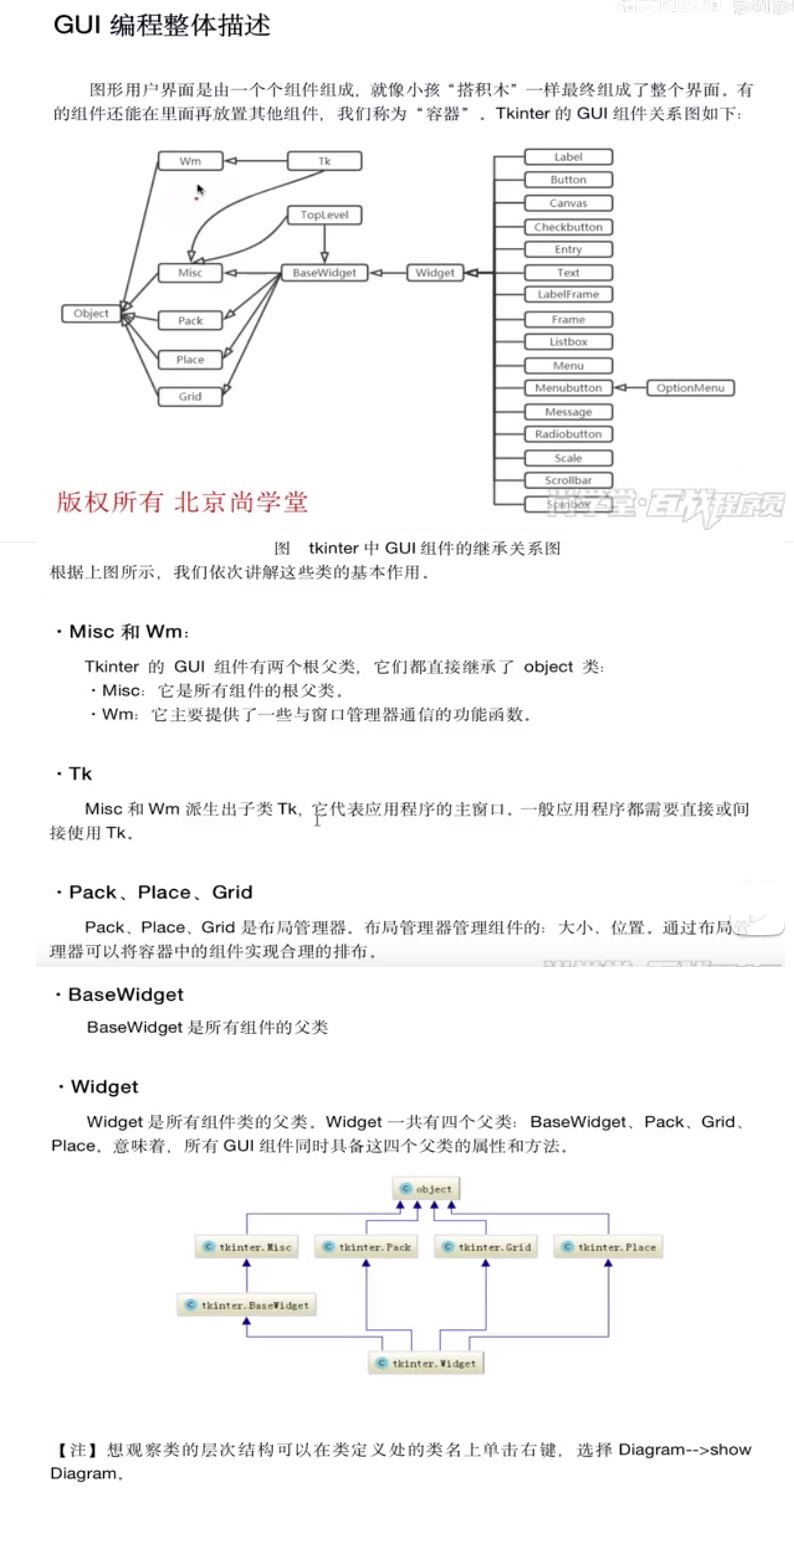 GUI 编程整体描述
图形用户界面是由一个个组件组成，就像小孩“搭积木”一样最终组成了整个界面。有
的组件还能在里面再放置其他组件，我们称为“容器”。Tkinter 的 GUI 组件关系图如下：
Label
Wm
Tk
Button
Canvas
TopLevel
Checkbutton
Entry
Misc
BaseWidget
Widget
Text
LabelFrame
Object
Pack
Frame
Listbox
Place
Menu
Menubutton
OptionMenu
Grid
Message
Radiobutton
Scale
Scrollbar
版权所有 北京尚学堂
尚学堂·百战程序员
Spinbox
图 tkinter 中 GUI 组件的继承关系图
根据上图所示，我们依次讲解这些类的基本作用。
·Misc 和 Wm：
Tkinter 的 GUI 组件有两个根父类，它们都直接继承了 object 类：
·Misc：它是所有组件的根父类。
·Wm：它主要提供了一些与窗口管理器通信的功能函数。
·Tk
Misc 和 Wm 派生出子类 Tk，它代表应用程序的主窗口。一般应用程序都需要直接或间
接使用 Tk。
·Pack、Place、Grid
Pack、Place、Grid 是布局管理器。布局管理器管理组件的：大小、位置。通过布局管
理器可以将容器中的组件实现合理的排布。
·BaseWidget
BaseWidget 是所有组件的父类
·Widget
Widget 是所有组件类的父类。Widget 一共有四个父类：BaseWidget、Pack、Grid、
Place。意味着，所有 GUI 组件同时具备这四个父类的属性和方法。
C object
C tkinter.Misc
C tkinter.Pack
C tkinter.Grid
C tkinter.Place
C tkinter.BaseWidget
C tkinter.Widget
【注】想观察类的层次结构可以在类定义处的类名上单击右键，选择 Diagram-->show
Diagram。